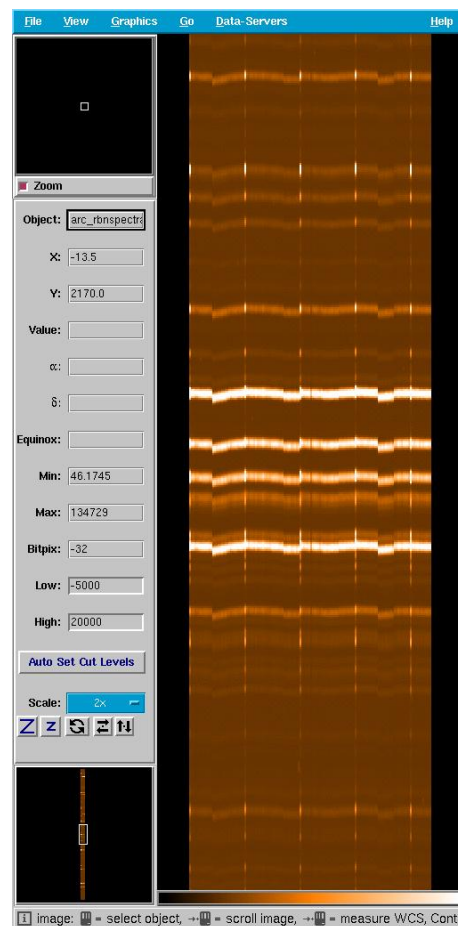 File View Graphics Go Data-Servers Help
Zoom
Object: arc_rbnspectra
X: -13.5
Y: 2170.0
Value:
α:
δ:
Equinox:
Min: 46.1745
Max: 134729
Bitpix: -32
Low: -5000
High: 20000
Auto Set Cut Levels
Scale: 2x
Z z
i image: = select object, = scroll image, = measure WCS, Cont